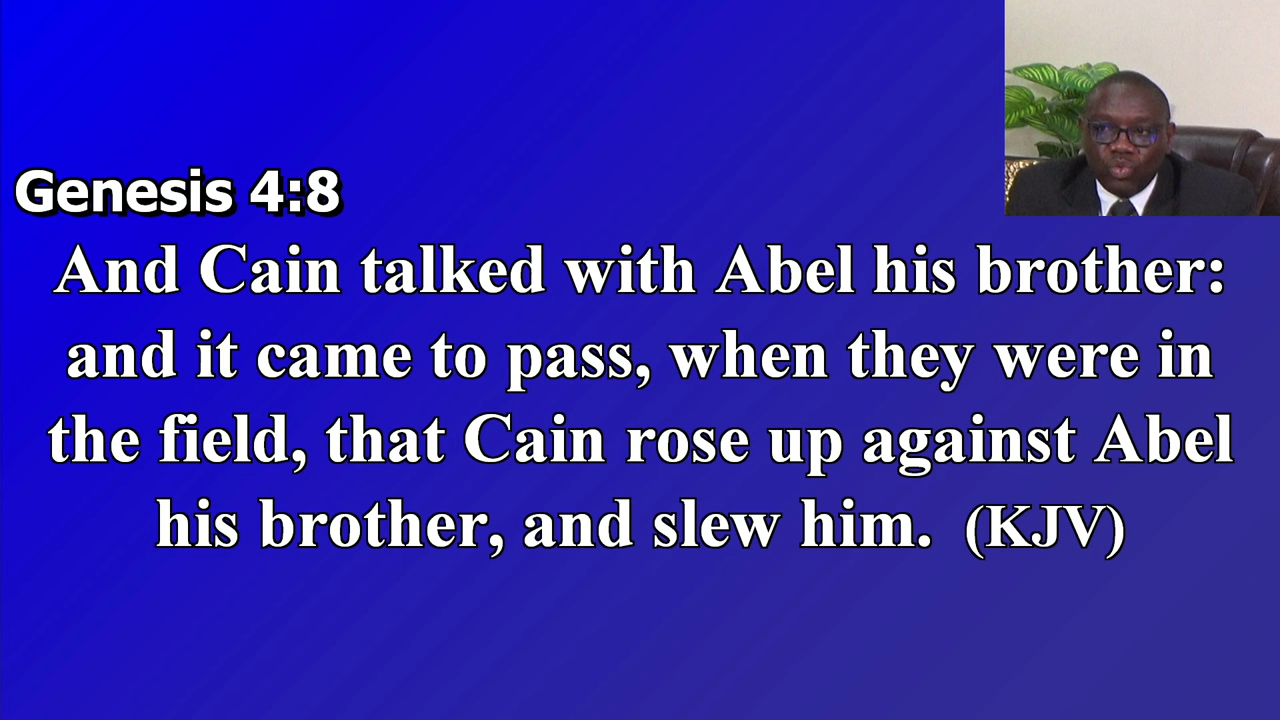 Genesis 4:8
And Cain talked with Abel his brother:
and it came to pass, when they were in
the field, that Cain rose up against Abel
his brother, and slew him. (KJV)